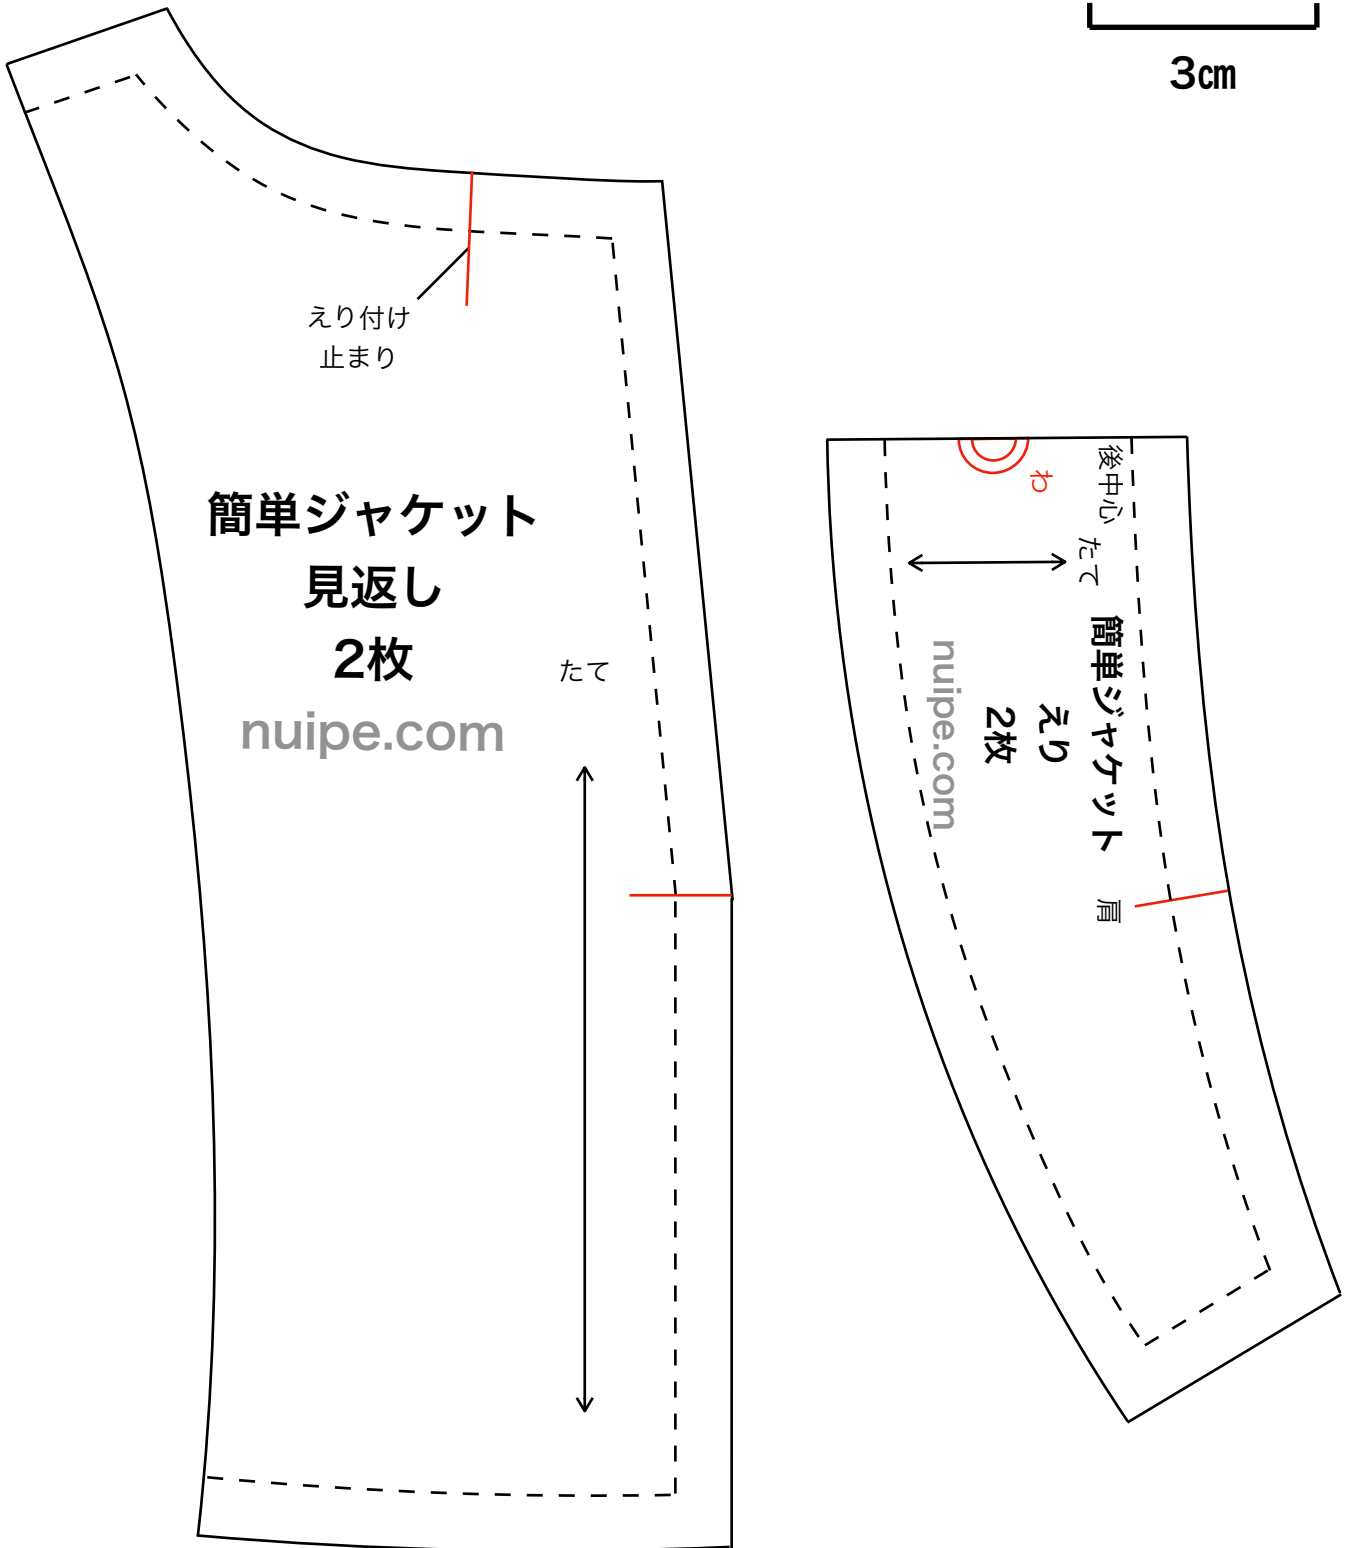 3㎝
えり付け
止まり
簡単ジャケット
見返し
2枚
nuipe.com
たて
わ
後中心
たて
簡単ジャケット
えり
2枚
nuipe.com
肩